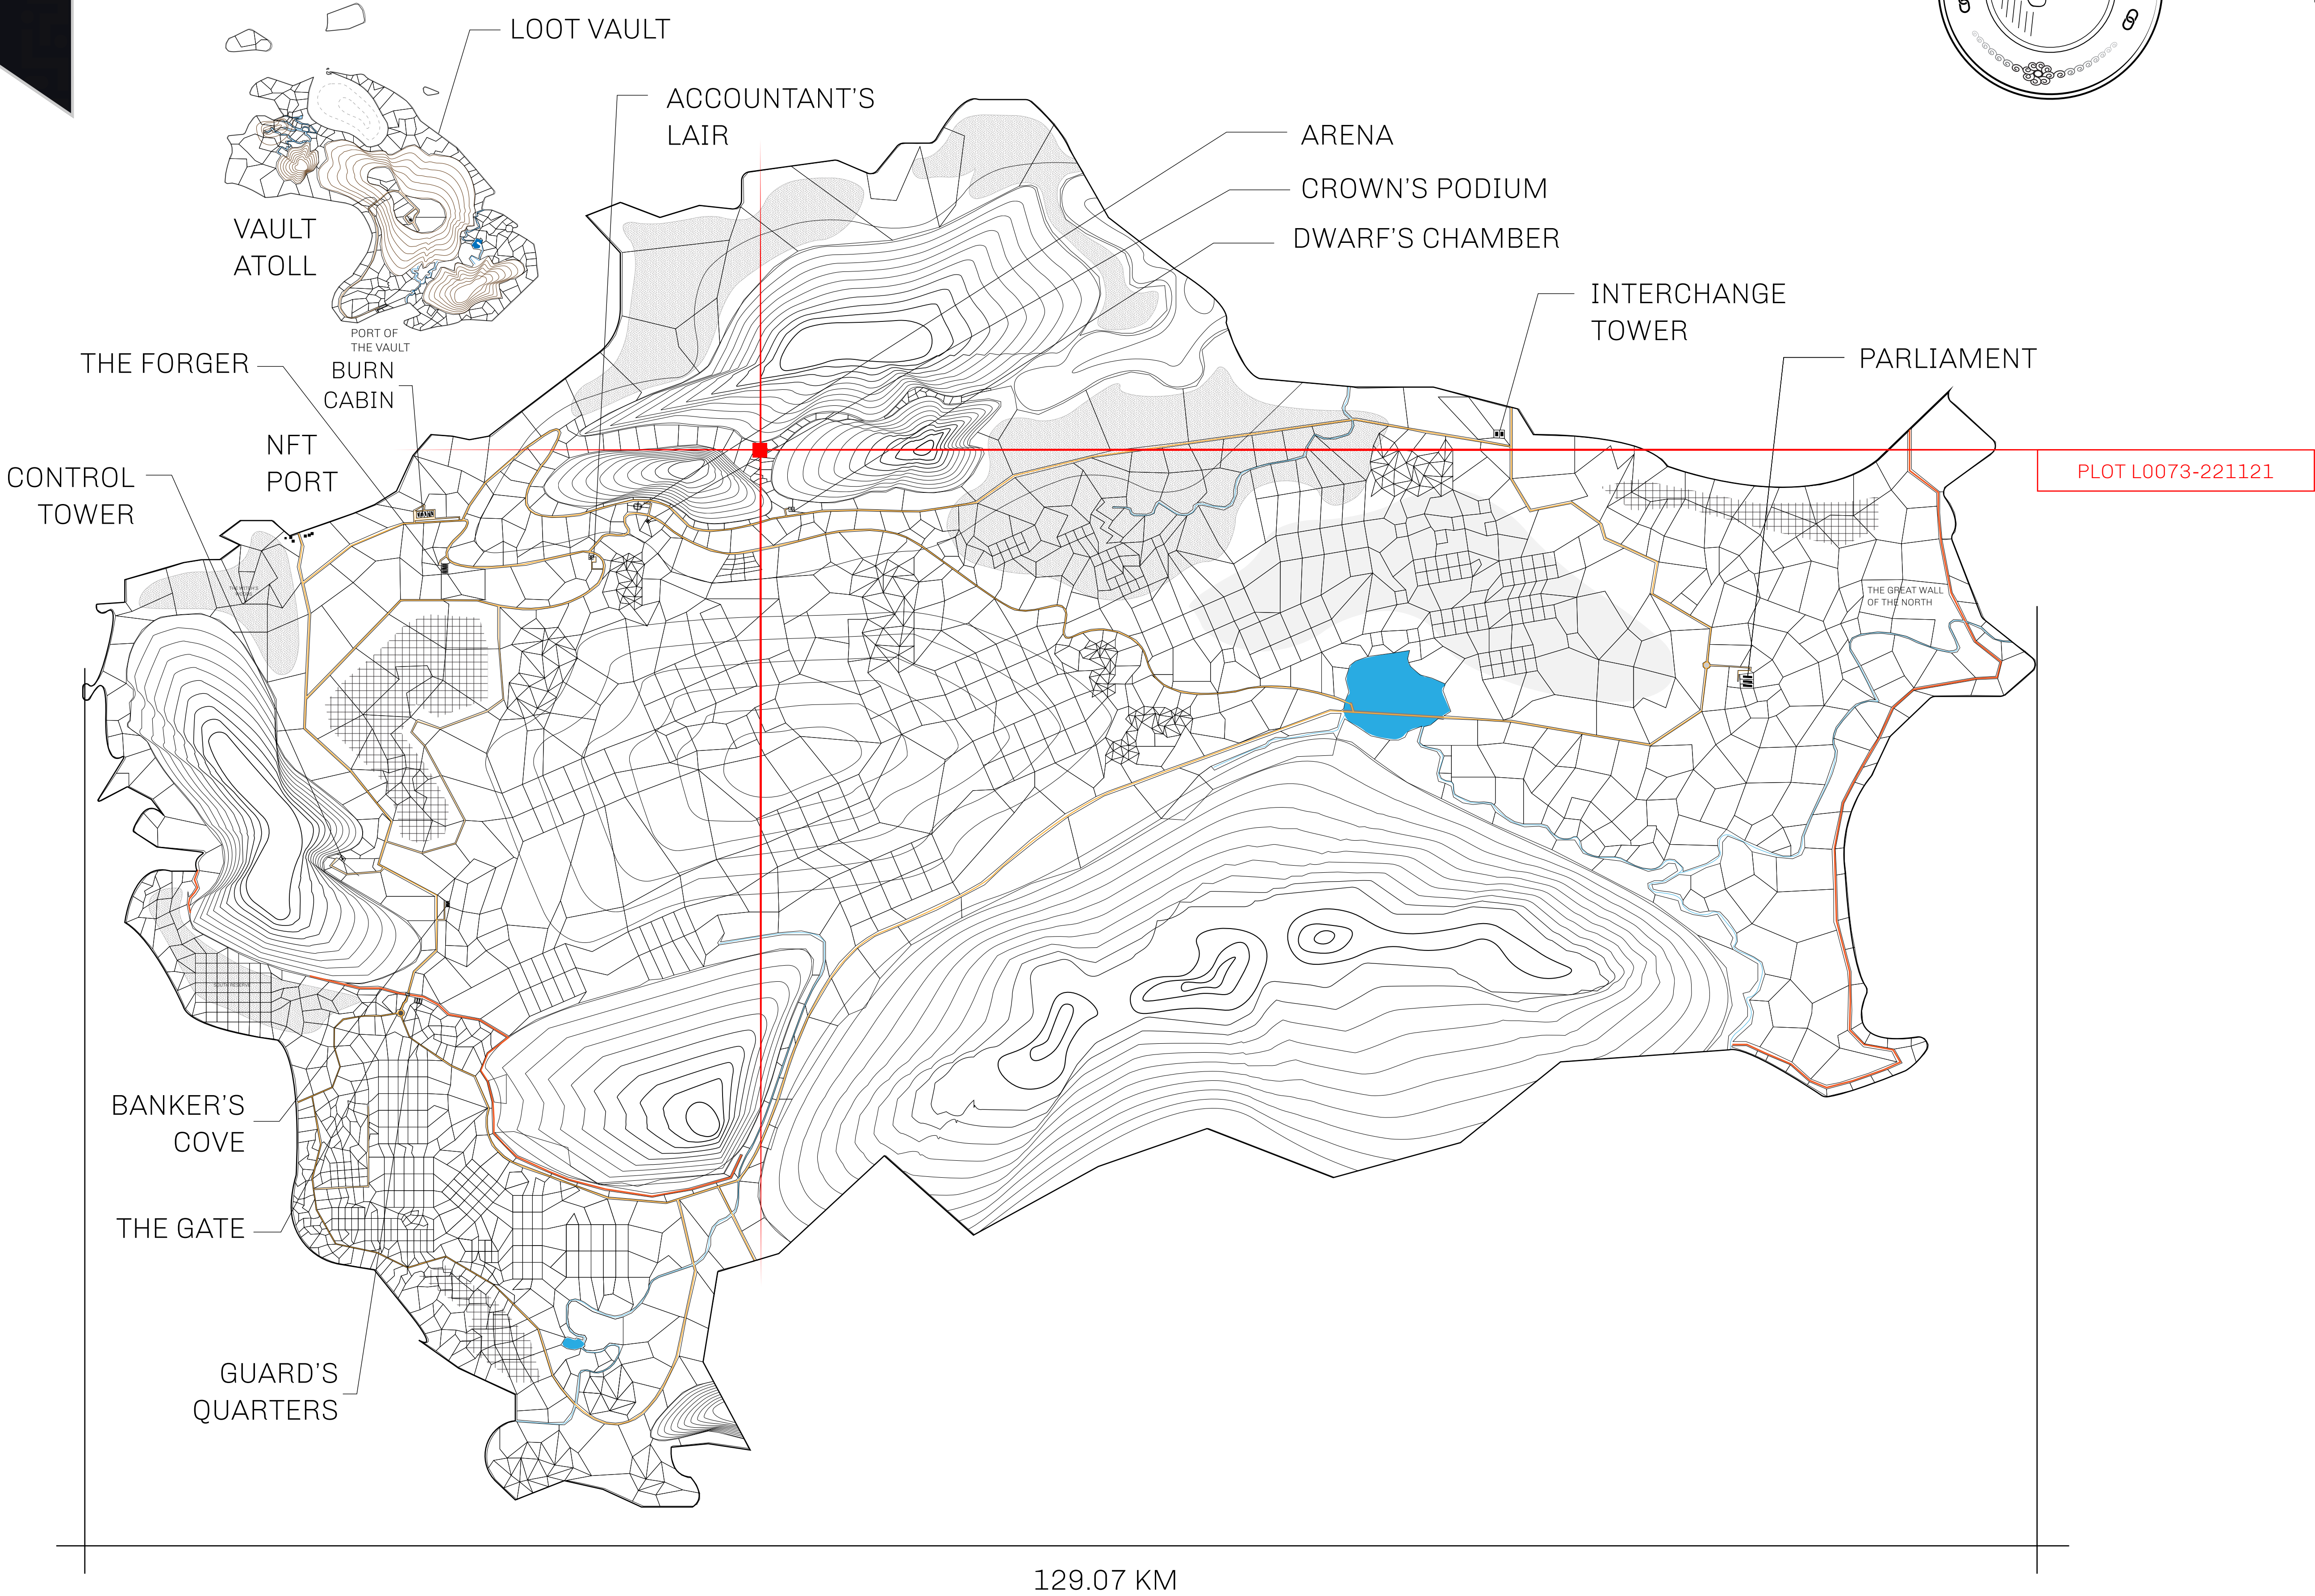 LOOT VAULT
ACCOUNTANT'S
LAIR
ARENA
CROWN'S PODIUM
DWARF'S CHAMBER
VAULT
ATOLL
INTERCHANGE
TOWER
PORT OF
THE VAULT
THE FORGER
BURN
CABIN
PARLIAMENT
NFT
PORT
CONTROL
TOWER
PLOT L0073-221121
THE GREAT WALL
OF THE NORTH
SOUTH RESERVE
BANKER'S
COVE
THE GATE
GUARD'S
QUARTERS
129.07 KM